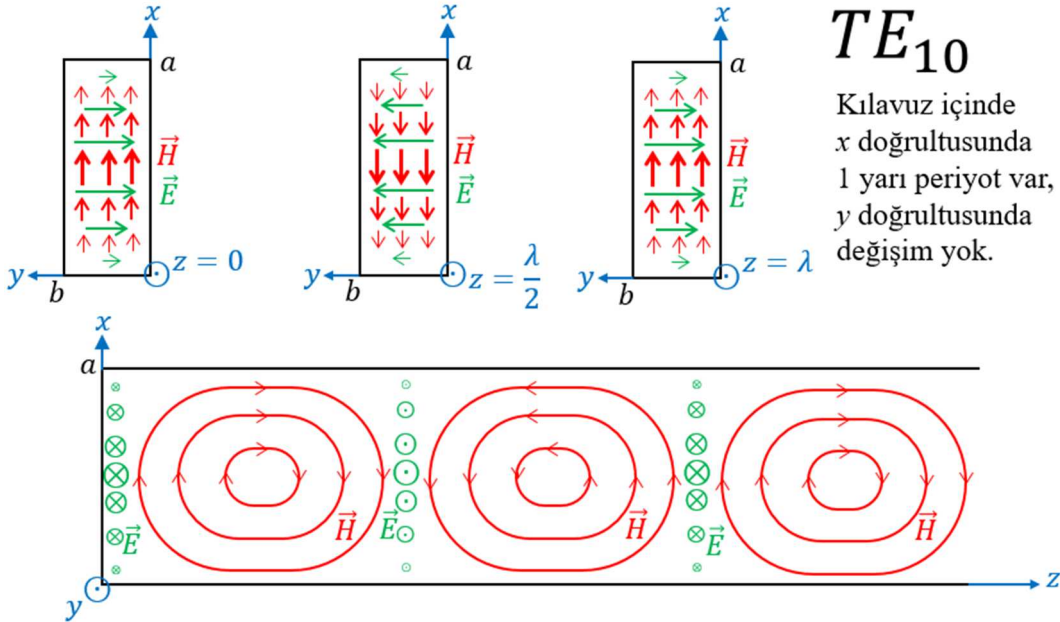 x
a
H⃗
E⃗
y
b
z = 0
x
a
H⃗
E⃗
y
b
z = λ/2
x
a
H⃗
E⃗
y
b
z = λ
TE₁₀
Kılavuz içinde
x doğrultusunda
1 yarı periyot var,
y doğrultusunda
değişim yok.
x
a
E⃗
H⃗
E⃗
H⃗
E⃗
H⃗
y
z